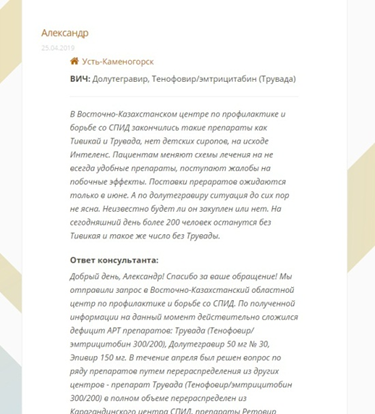 Александр
25.04.2019
Усть-Каменогорск
ВИЧ: Долутегравир, Тенофовир/эмтрицитабин (Трувада)
В Восточно-Казахстанском центре по профилактике и
борьбе со СПИД закончились такие препараты как
Тивикай и Трувада, нет детских сиропов, на исходе
Интеленс. Пациентам меняют схемы лечения на не
всегда удобные препараты, поступают жалобы на
побочные эффекты. Поставки преparатов ожидаются
только в июне. А по долутегравиру ситуация до сих пор
не ясна. Неизвестно будет ли он закуплен или нет. На
сегодняшний день более 200 человек останутся без
Тивикая и такое же число без Трувады.
Ответ консультанта:
Добрый день, Александр! Спасибо за ваше обращение! Мы
отправили запрос в Восточно-Казахстанский областной
центр по профилактике и борьбе со СПИД. По полученной
информации на данный момент действительно сложился
дефицит АРТ препаратов: Трувада (Тенофовир/
эмтрицитабин 300/200), Долутегравир 50 мг № 30,
Эпивир 150 мг. В течение апреля был решен вопрос по
ряду препаратов путем перераспределения из других
центров - препарат Трувада (Тенофовир/эмтрицитабин
300/200) в полном объеме перераспределен из
Карагандинского центра СПИД, препараты Ретовир